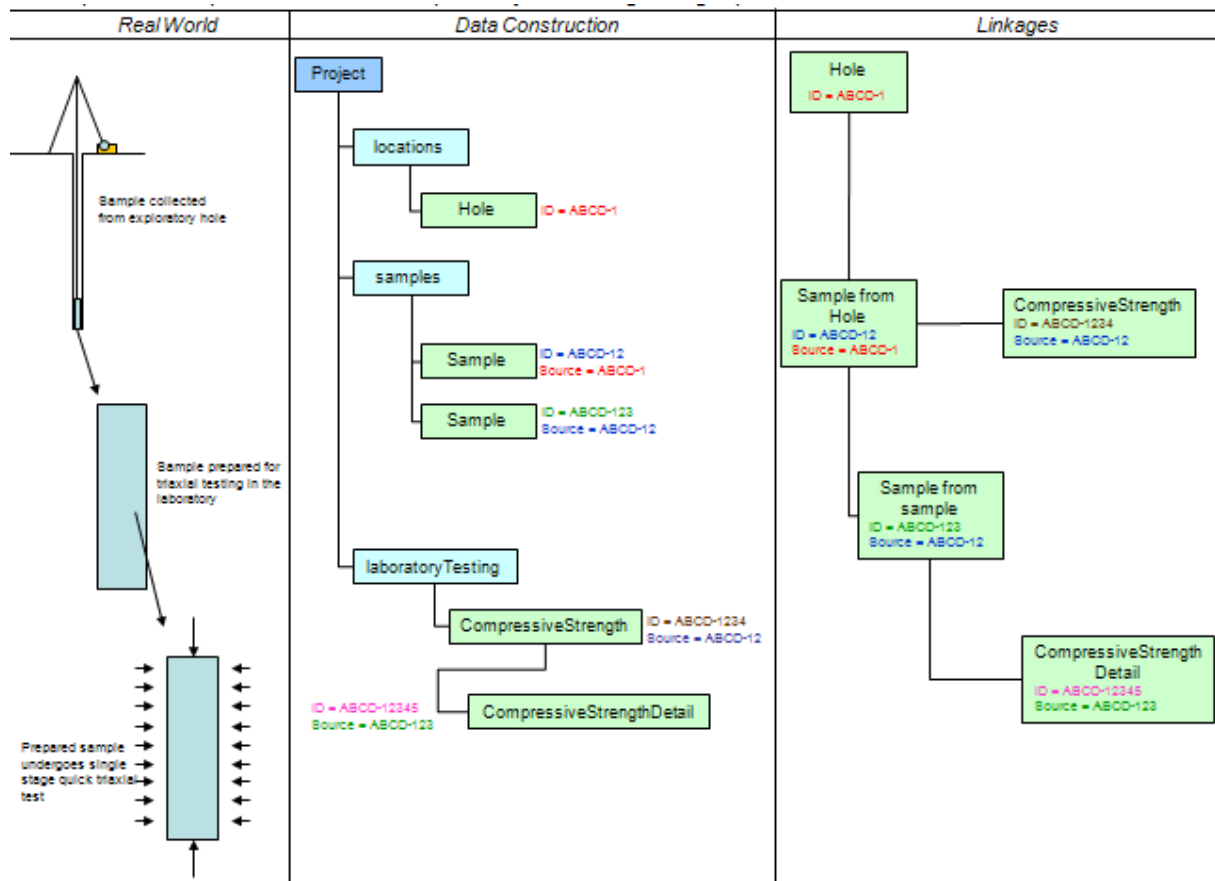 Real World
Data Construction
Linkages
Sample collected
from exploratory hole
Sample prepared for
triaxial testing in the
laboratory
Prepared sample
undergoes single
stage quick triaxial
test
Project
locations
Hole
ID = ABCD-1
samples
Sample
ID = ABCD-12
Source = ABCD-1
Sample
ID = ABCD-123
Source = ABCD-12
laboratoryTesting
CompressiveStrength
ID = ABCD-1234
Source = ABCD-12
ID = ABCD-12345
Source = ABCD-123
CompressiveStrengthDetail
Hole
ID = ABCD-1
Sample from
Hole
ID = ABCD-12
Source = ABCD-1
CompressiveStrength
ID = ABCD-1234
Source = ABCD-12
Sample from
sample
ID = ABCD-123
Source = ABCD-12
CompressiveStrength
Detail
ID = ABCD-12345
Source = ABCD-123